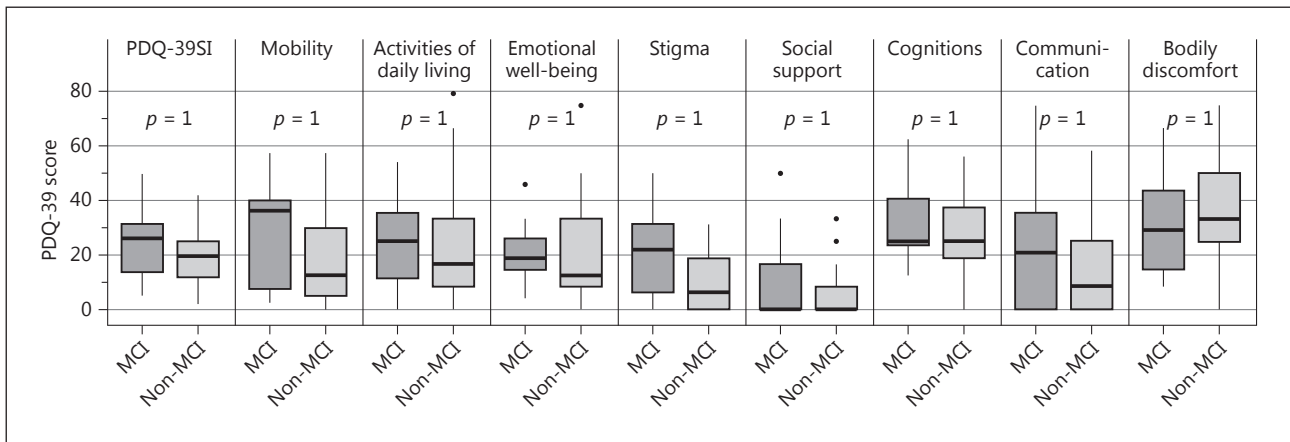 PDQ-39SI
Mobility
Activities of
daily living
Emotional
well-being
Stigma
Social
support
Cognitions
Communi-
cation
Bodily
discomfort
PDQ-39 score
80
60
40
20
0
p = 1
p = 1
p = 1
p = 1
p = 1
p = 1
p = 1
p = 1
p = 1
MCI
Non-MCI
MCI
Non-MCI
MCI
Non-MCI
MCI
Non-MCI
MCI
Non-MCI
MCI
Non-MCI
MCI
Non-MCI
MCI
Non-MCI
MCI
Non-MCI